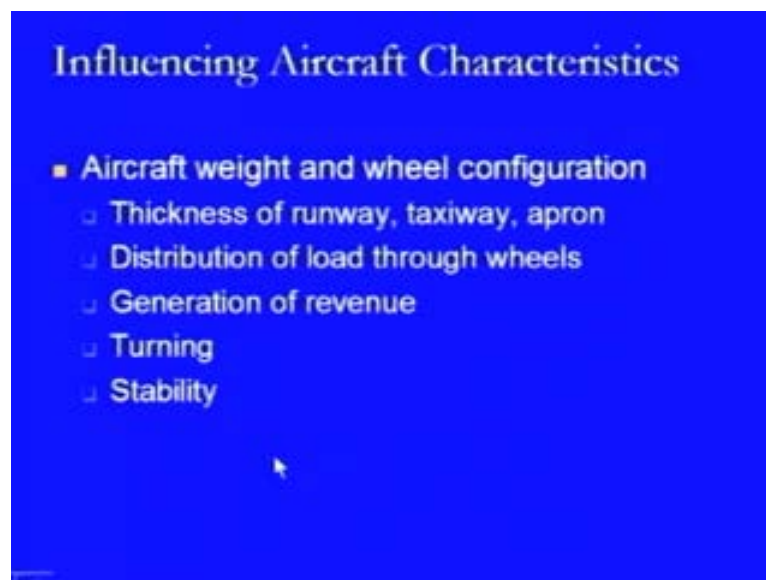 Influencing Aircraft Characteristics
Aircraft weight and wheel configuration
Thickness of runway, taxiway, apron
Distribution of load through wheels
Generation of revenue
Turning
Stability